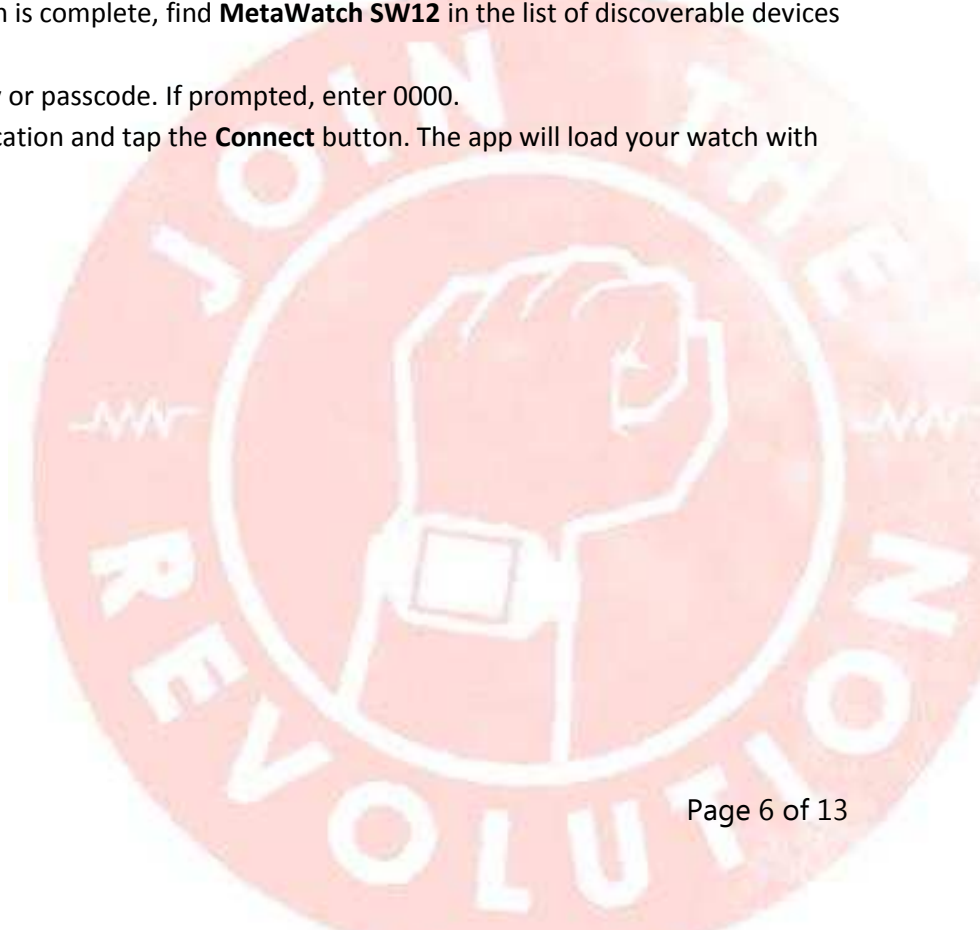 n is complete, find MetaWatch SW12 in the list of discoverable devices
or passcode. If prompted, enter 0000.
cation and tap the Connect button. The app will load your watch with
JOIN THE
REVOLUTION
Page 6 of 13